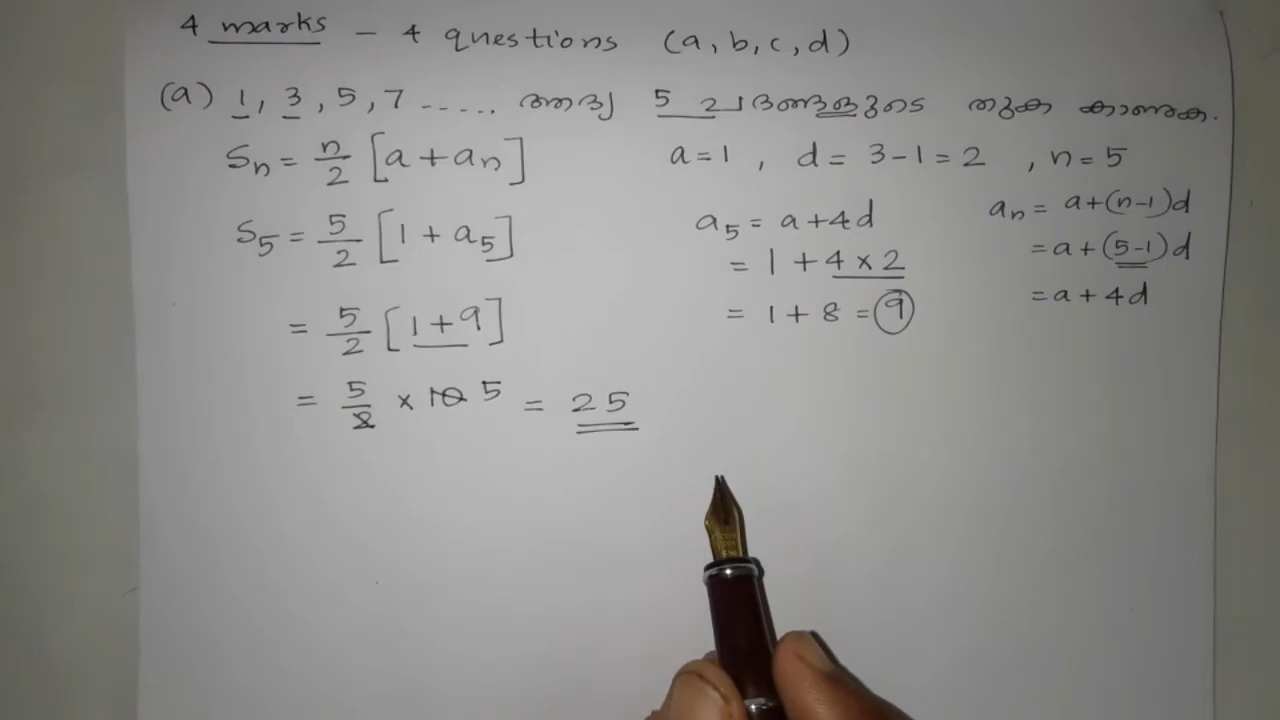 4 marks - 4 questions (a, b, c, d)
(a) 1, 3, 5, 7 ..... ആദ്യ 5 പദങ്ങളുടെ തുക കാണുക.
Sn = n/2 [a + an]
a = 1, d = 3 - 1 = 2, n = 5
S5 = 5/2 [1 + a5]
= 5/2 [1 + 9]
= 5/2 × 10 5 = 25
a5 = a + 4d
= 1 + 4 × 2
= 1 + 8 = 9
an = a + (n-1)d
= a + (5-1)d
= a + 4d